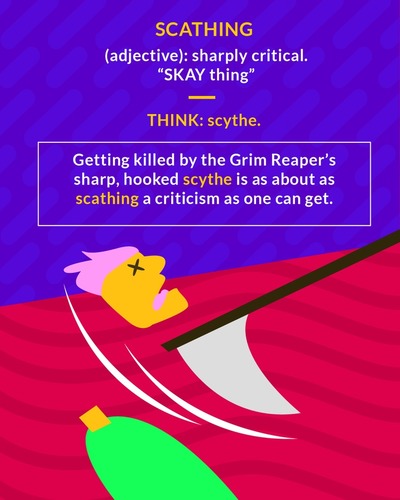 SCATHING
(adjective): sharply critical.
“SKAY thing”
THINK: scythe.
Getting killed by the Grim Reaper’s
sharp, hooked scythe is as about as
scathing a criticism as one can get.